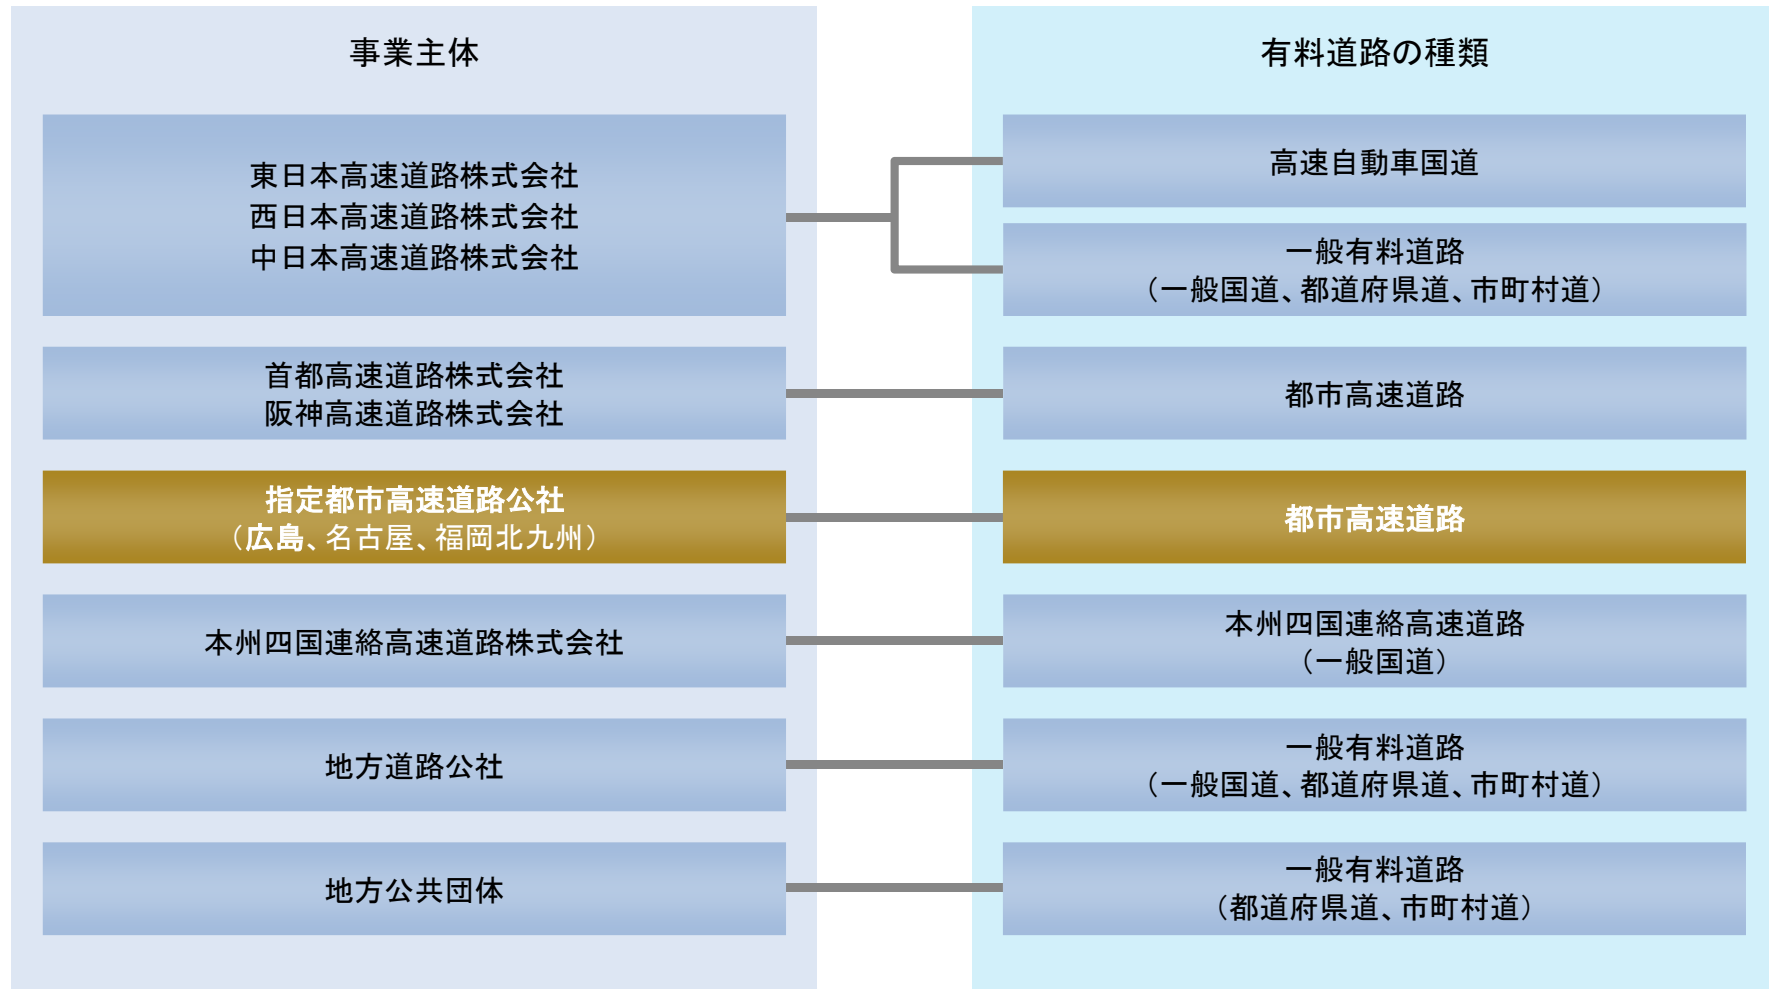 事業主体
東日本高速道路株式会社
西日本高速道路株式会社
中日本高速道路株式会社
首都高速道路株式会社
阪神高速道路株式会社
指定都市高速道路公社
（広島、名古屋、福岡北九州）
本州四国連絡高速道路株式会社
地方道路公社
地方公共団体
有料道路の種類
高速自動車国道
一般有料道路
（一般国道、都道府県道、市町村道）
都市高速道路
都市高速道路
本州四国連絡高速道路
（一般国道）
一般有料道路
（一般国道、都道府県道、市町村道）
一般有料道路
（都道府県道、市町村道）